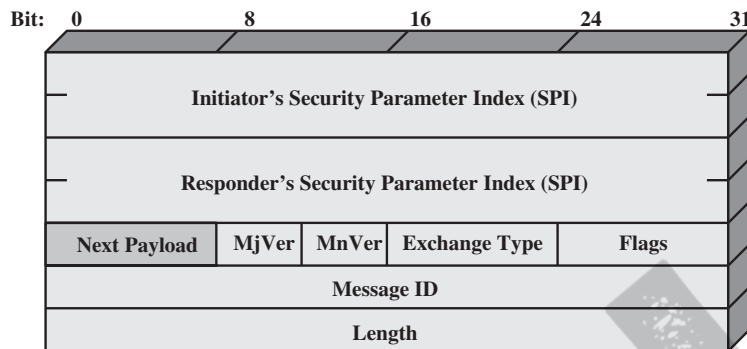 Bit: 0 8 16 24 31
Initiator’s Security Parameter Index (SPI)
Responder’s Security Parameter Index (SPI)
Next Payload MjVer MnVer Exchange Type Flags
Message ID
Length